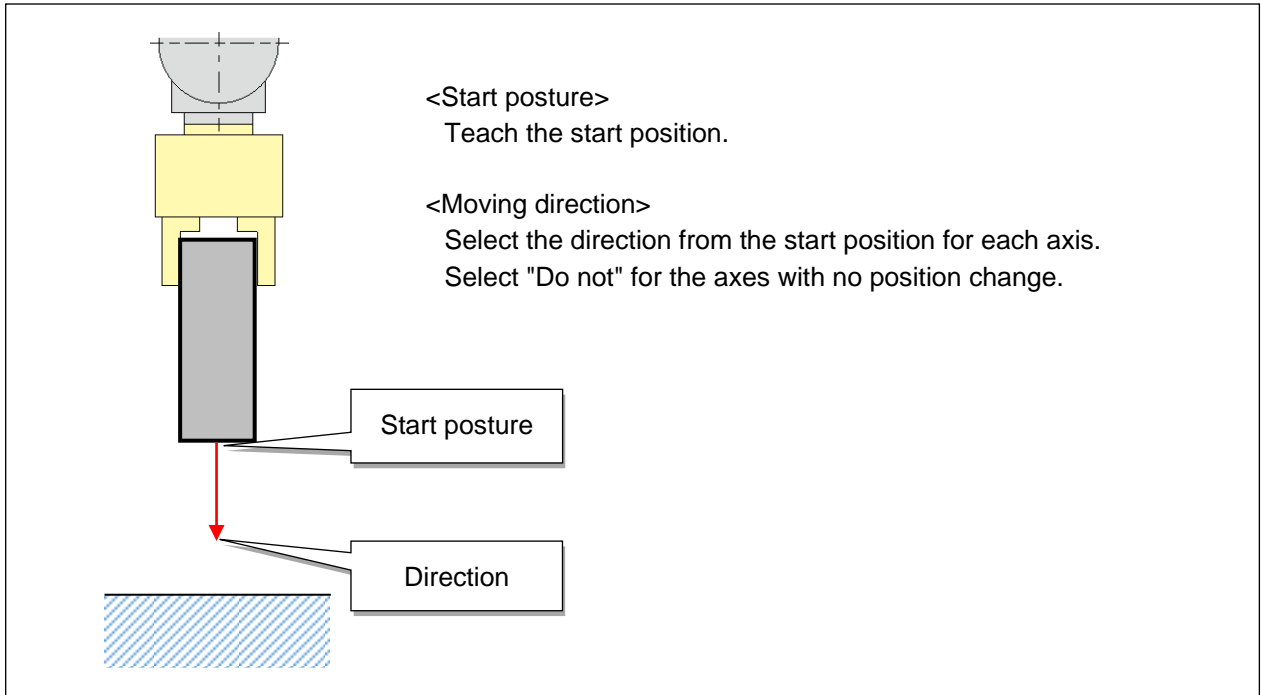 <Start posture>
Teach the start position.
<Moving direction>
Select the direction from the start position for each axis.
Select "Do not" for the axes with no position change.
Start posture
Direction